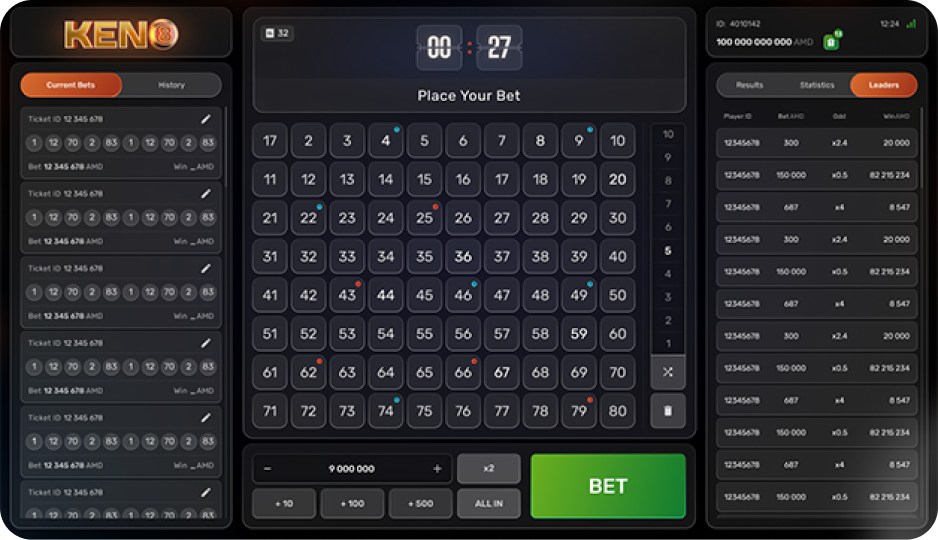 KENO 8
Current Bets
History
Ticket ID 12 345 678
1 12 70 2 83 1 12 70 2 83
Bet 12 345 678 AMD
Win _ AMD
Ticket ID 12 345 678
1 12 70 2 83 1 12 70 2 83
Bet 12 345 678 AMD
Win _ AMD
Ticket ID 12 345 678
1 12 70 2 83 1 12 70 2 83
Bet 12 345 678 AMD
Win _ AMD
Ticket ID 12 345 678
1 12 70 2 83 1 12 70 2 83
Bet 12 345 678 AMD
Win _ AMD
Ticket ID 12 345 678
1 12 70 2 83 1 12 70 2 83
Bet 12 345 678 AMD
Win _ AMD
Ticket ID 12 345 678
1 12 70 2 83 1 12 70 2 83
32
00 : 27
Place Your Bet
17 2 3 4 5 6 7 8 9 10
11 12 13 14 15 16 17 18 19 20
21 22 23 24 25 26 27 28 29 30
31 32 33 34 35 36 37 38 39 40
41 42 43 44 45 46 47 48 49 50
51 52 53 54 55 56 57 58 59 60
61 62 63 64 65 66 67 68 69 70
71 72 73 74 75 76 77 78 79 80
10
9
8
7
6
5
4
3
2
1
− 9 000 000 +
x2
+ 10
+ 100
+ 500
ALL IN
BET
ID: 4010142
12:24
100 000 000 000 AMD
Results
Statistics
Leaders
Player ID Bet AMD Odd Win AMD
12345678 300 x2.4 20 000
12345678 150 000 x0.5 82 215 234
12345678 687 x4 8 547
12345678 300 x2.4 20 000
12345678 150 000 x0.5 82 215 234
12345678 687 x4 8 547
12345678 300 x2.4 20 000
12345678 150 000 x0.5 82 215 234
12345678 687 x4 8 547
12345678 150 000 x0.5 82 215 234
12345678 687 x4 8 547
12345678 150 000 x0.5 82 215 234